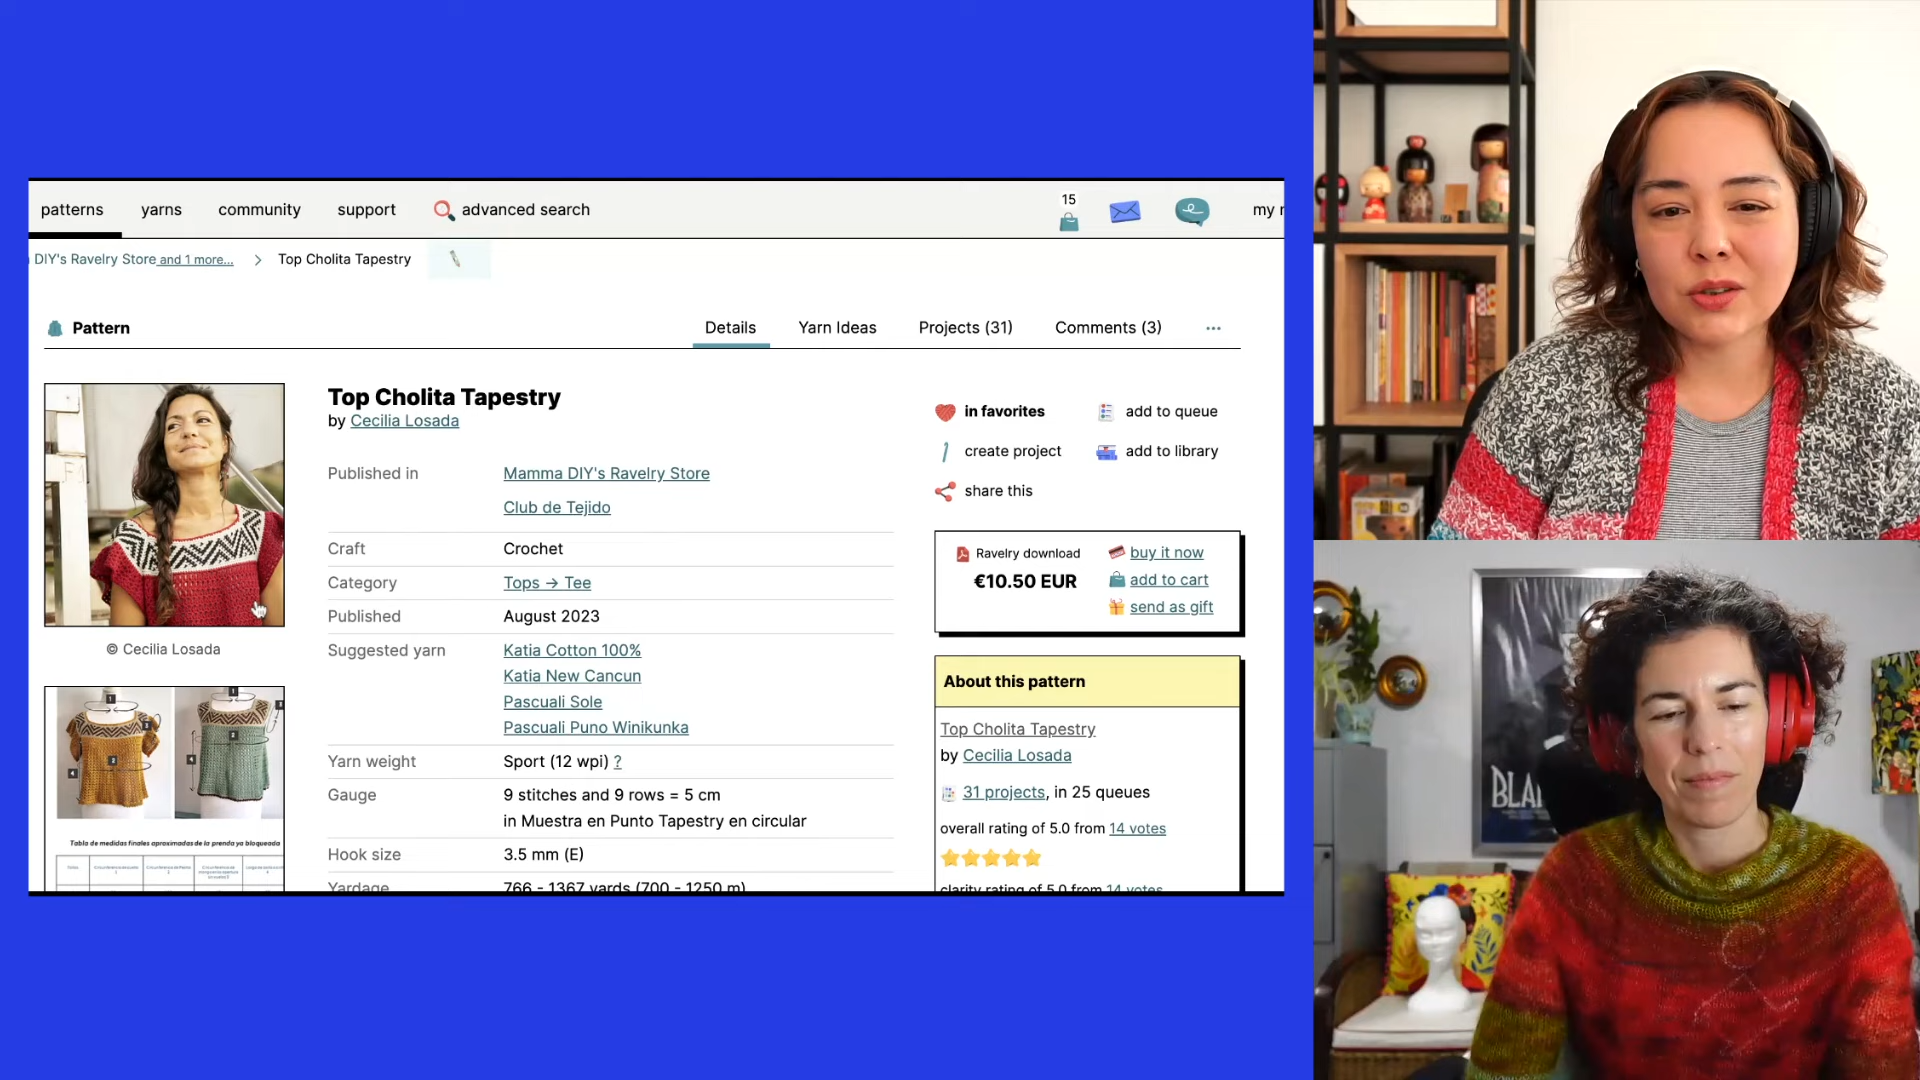 patterns yarns community support advanced search 15 my
DIY's Ravelry Store and 1 more... > Top Cholita Tapestry
Pattern Details Yarn Ideas Projects (31) Comments (3) ...
Top Cholita Tapestry
by Cecilia Losada
Published in Mamma DIY's Ravelry Store
Club de Tejido
Craft Crochet
Category Tops → Tee
Published August 2023
Suggested yarn Katia Cotton 100%
Katia New Cancun
Pascuali Sole
Pascuali Puno Winikunka
Yarn weight Sport (12 wpi) ?
Gauge 9 stitches and 9 rows = 5 cm
in Muestra en Punto Tapestry en circular
Hook size 3.5 mm (E)
Yardage 766 - 1367 yards (700 - 1250 m)
© Cecilia Losada
Tabla de medidas finales aproximadas de la prenda ya bloqueada
in favorites add to queue
create project add to library
share this
Ravelry download buy it now
€10.50 EUR add to cart
send as gift
About this pattern
Top Cholita Tapestry
by Cecilia Losada
31 projects, in 25 queues
overall rating of 5.0 from 14 votes
clarity rating of 5.0 from 14 votes
BLA